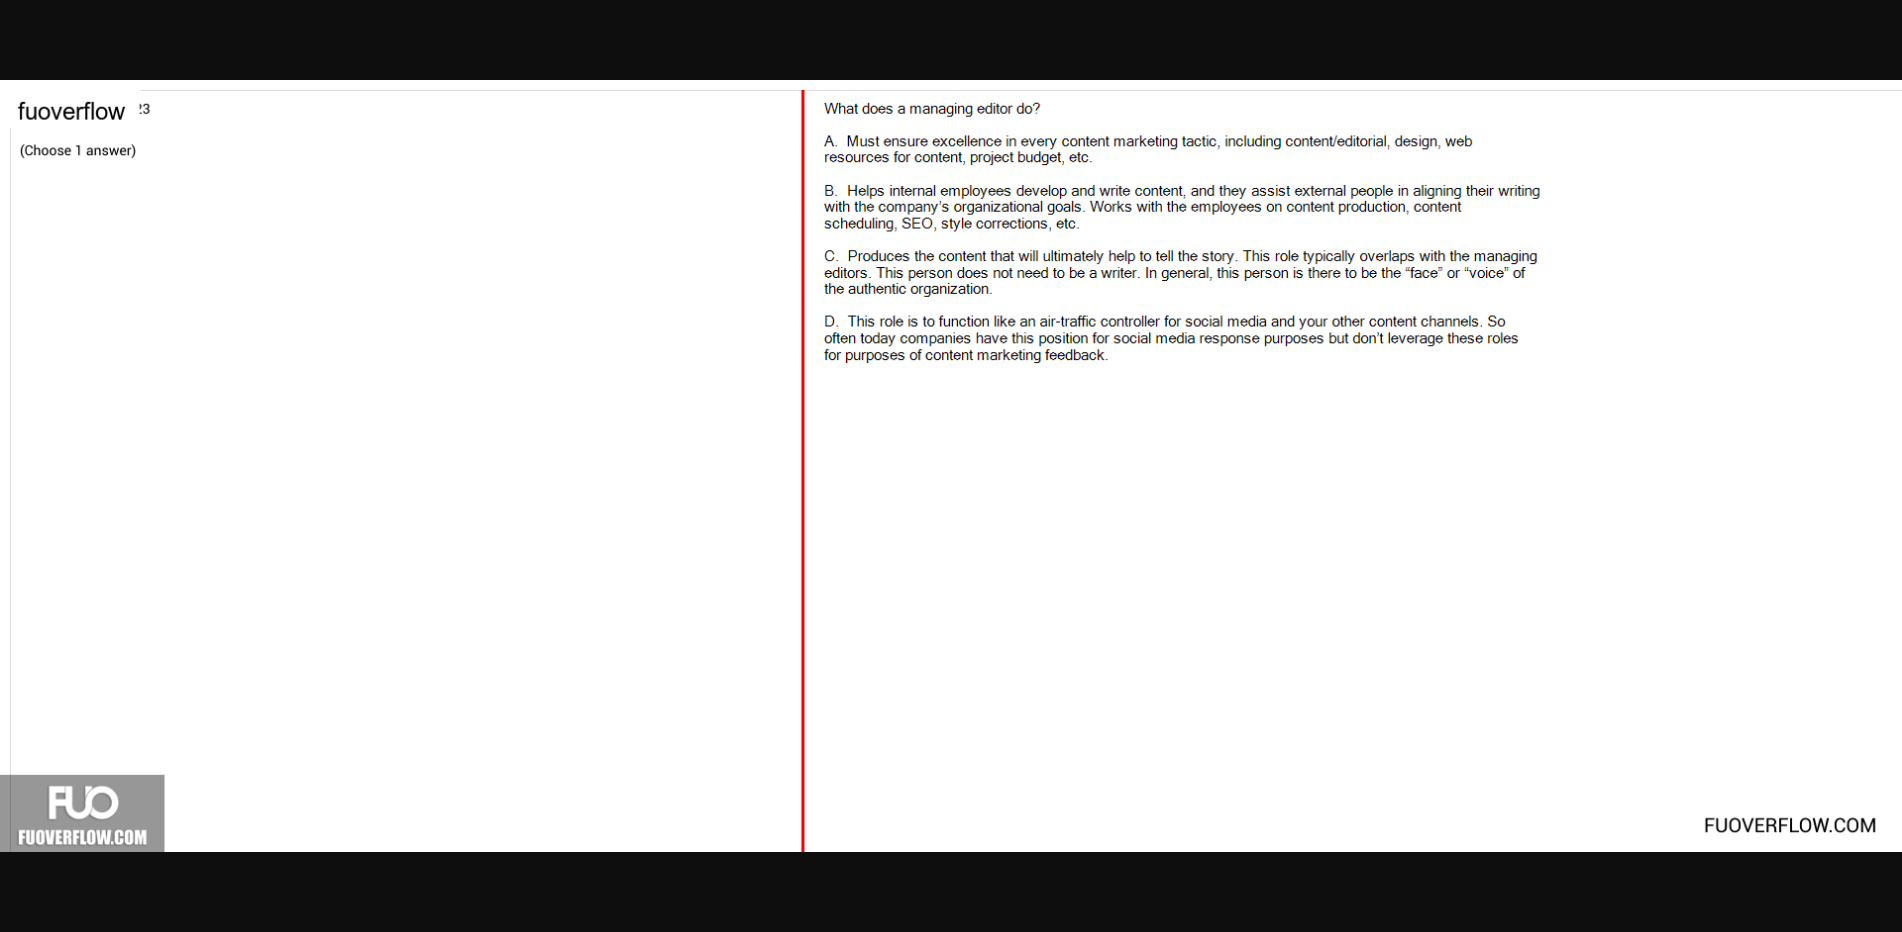 fuoverflow
23
(Choose 1 answer)
What does a managing editor do?
A. Must ensure excellence in every content marketing tactic, including content/editorial, design, web
resources for content, project budget, etc.
B. Helps internal employees develop and write content, and they assist external people in aligning their writing
with the company’s organizational goals. Works with the employees on content production, content
scheduling, SEO, style corrections, etc.
C. Produces the content that will ultimately help to tell the story. This role typically overlaps with the managing
editors. This person does not need to be a writer. In general, this person is there to be the “face” or “voice” of
the authentic organization.
D. This role is to function like an air-traffic controller for social media and your other content channels. So
often today companies have this position for social media response purposes but don’t leverage these roles
for purposes of content marketing feedback.
FUO
FUOVERFLOW.COM
FUOVERFLOW.COM